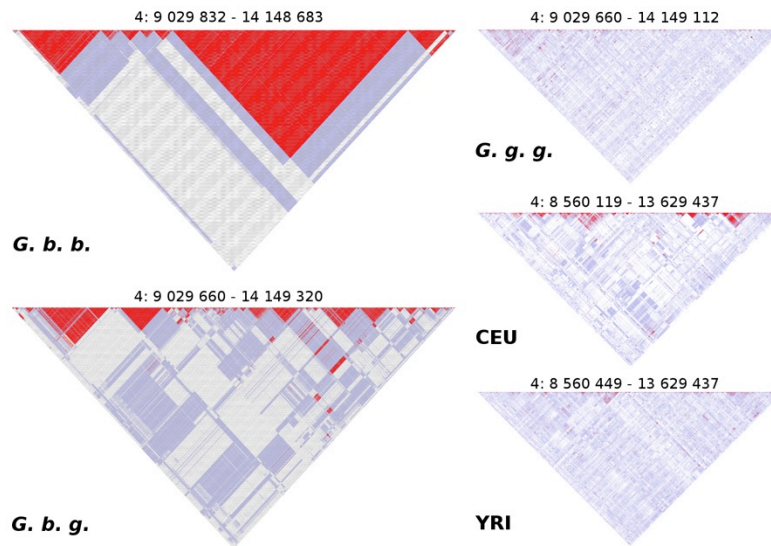 4: 9 029 832 - 14 148 683
G. b. b.
4: 9 029 660 - 14 149 320
G. b. g.
4: 9 029 660 - 14 149 112
G. g. g.
4: 8 560 119 - 13 629 437
CEU
4: 8 560 449 - 13 629 437
YRI